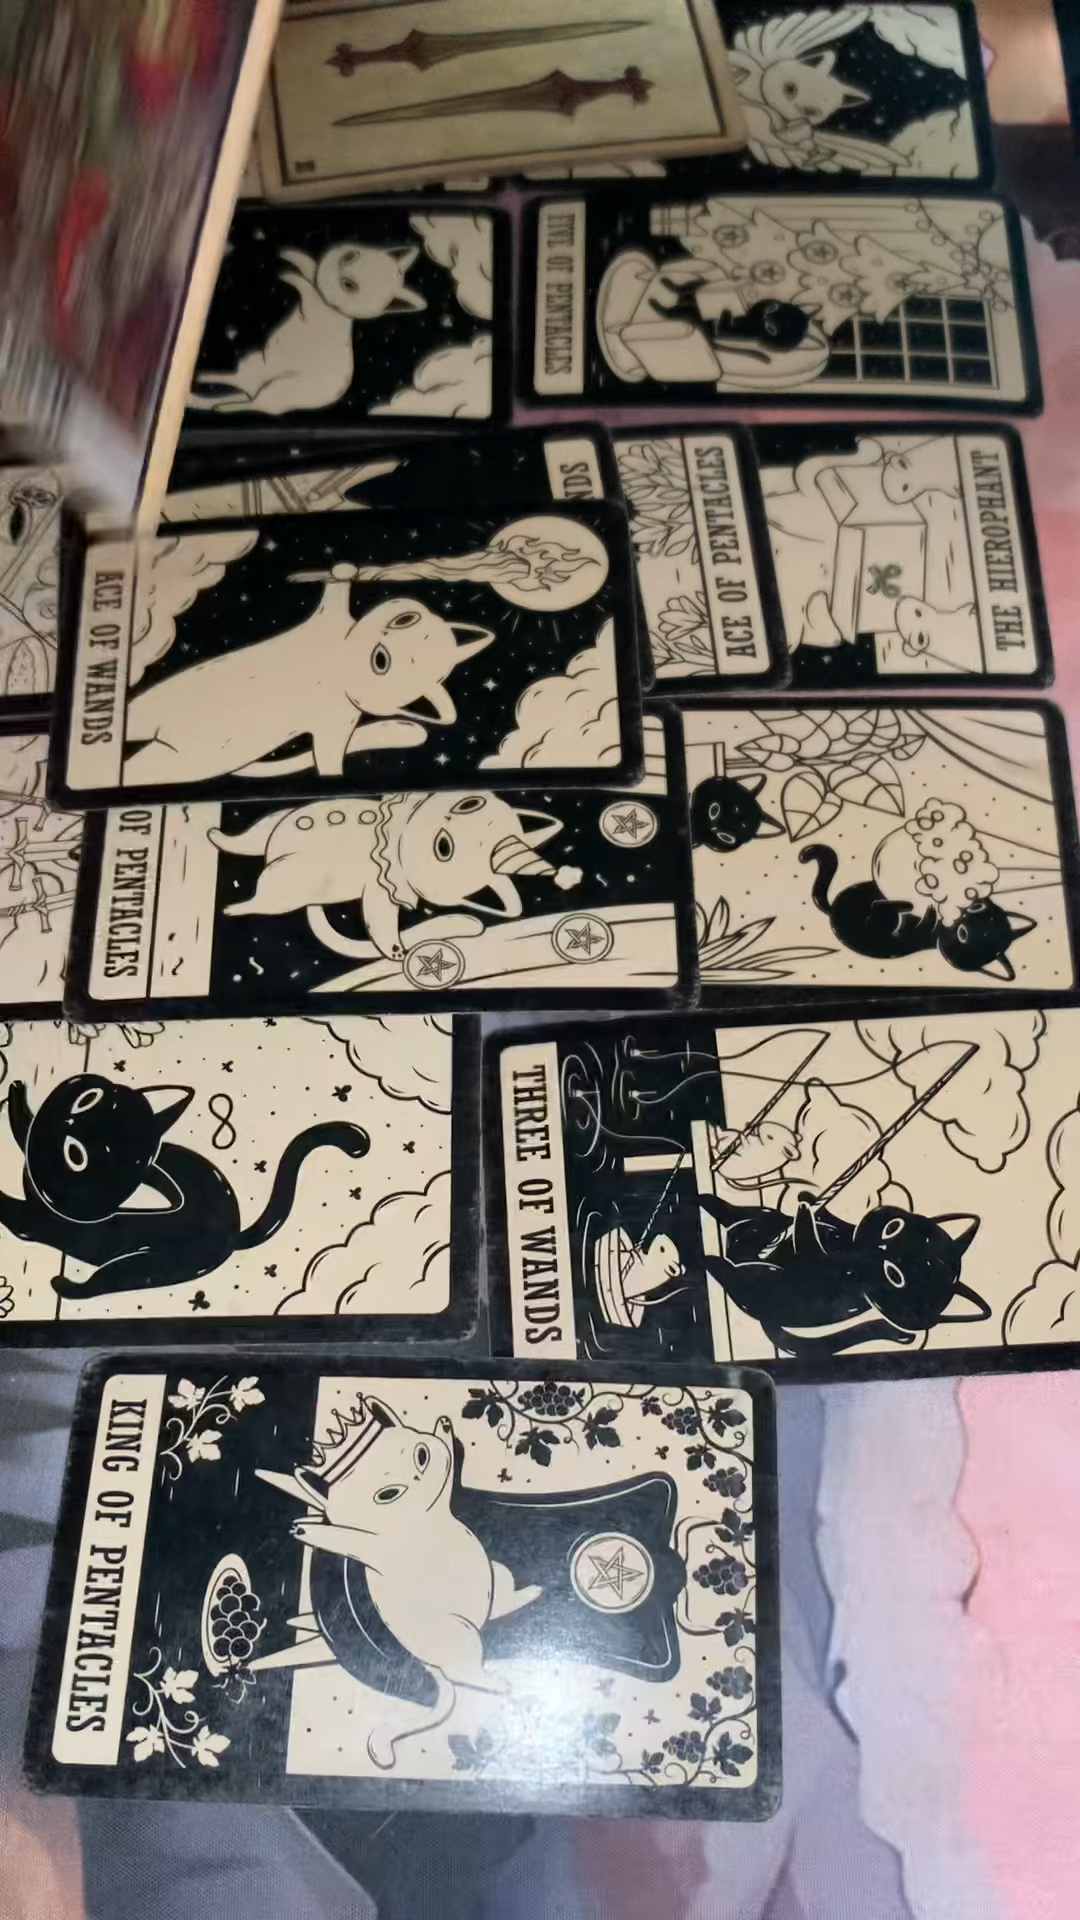 FIVE OF PENTACLES
NDS
ACE OF PENTACLES
THE HIEROPHANT
ACE OF WANDS
OF PENTACLES
THREE OF WANDS
KING OF PENTACLES